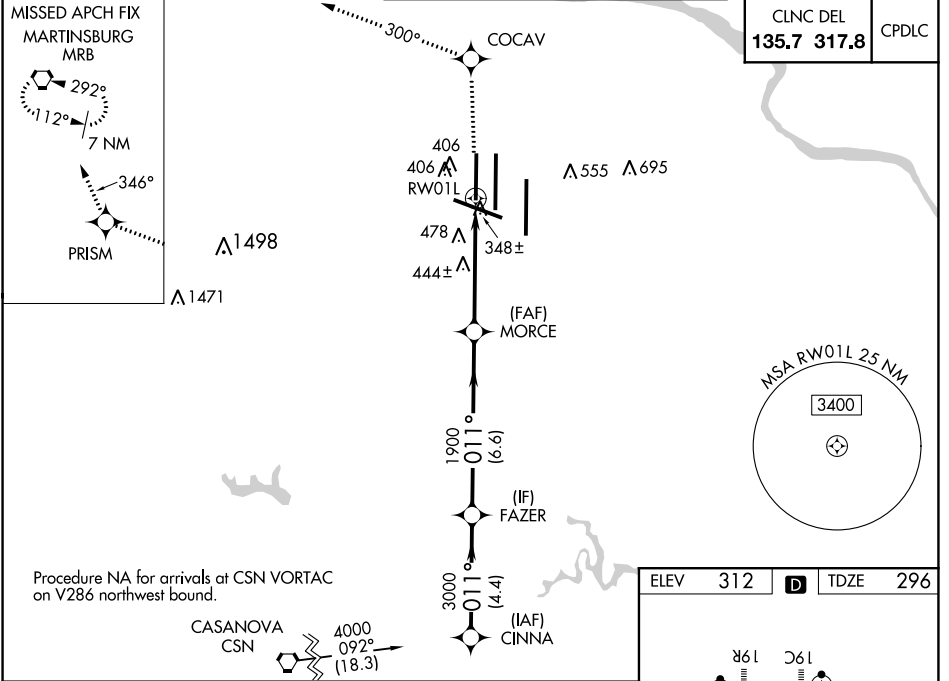 MISSED APCH FIX
MARTINSBURG
MRB
292°
112°
7 NM
346°
PRISM
300°
COCAV
CLNC DEL
135.7 317.8
CPDLC
406
406
RW01L
555
695
478
348±
444±
1498
1471
(FAF)
MORCE
MSA RW01L 25 NM
3400
1900
011°
(6.6)
(IF)
FAZER
3000
011°
(4.4)
(IAF)
CINNA
Procedure NA for arrivals at CSN VORTAC
on V286 northwest bound.
CASANOVA
CSN
4000
092°
(18.3)
ELEV 312
D
TDZE 296
19R
19C